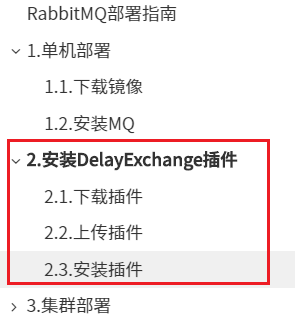 RabbitMQ部署指南
1.单机部署
1.1.下载镜像
1.2.安装MQ
2.安装DelayExchange插件
2.1.下载插件
2.2.上传插件
2.3.安装插件
3.集群部署